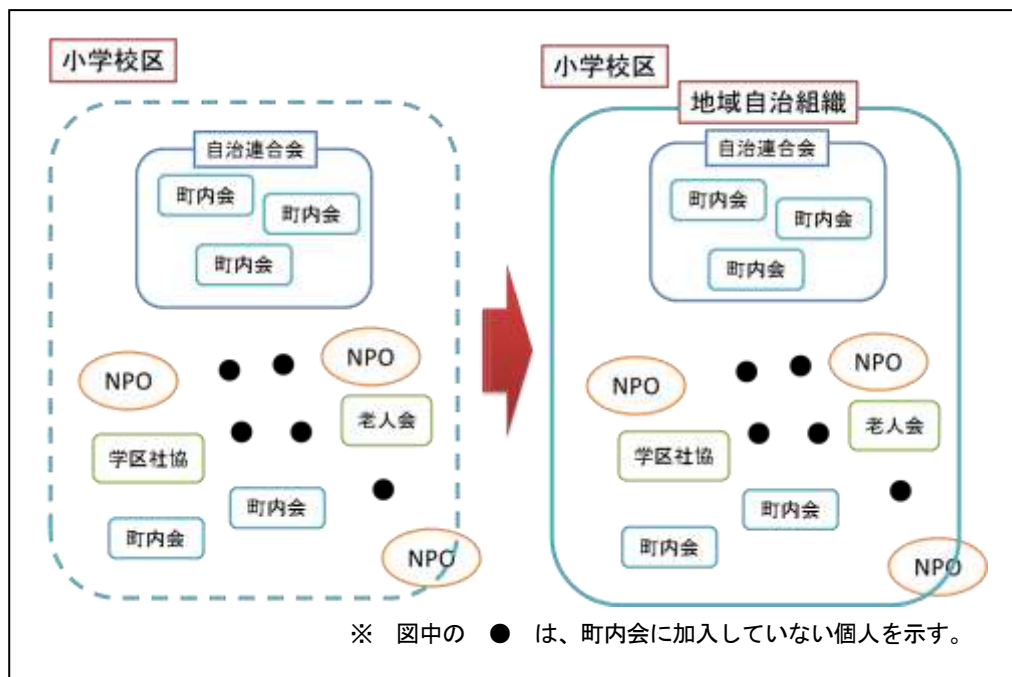 小学校区
自治連合会
町内会
町内会
町内会
NPO
NPO
老人会
学区社協
町内会
町内会
NPO
小学校区
地域自治組織
自治連合会
町内会
町内会
町内会
NPO
NPO
老人会
学区社協
町内会
町内会
NPO
※ 図中の ● は、町内会に加入していない個人を示す。